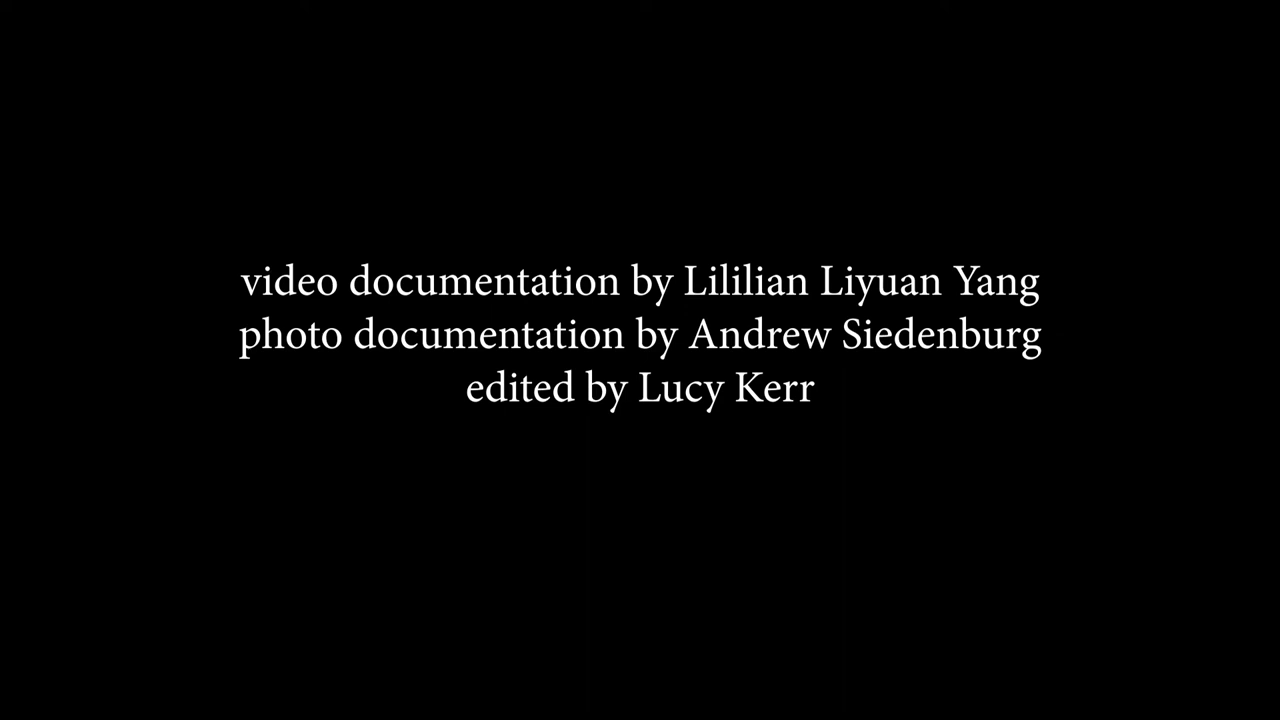 video documentation by Lililian Liyuan Yang
photo documentation by Andrew Siedenburg
edited by Lucy Kerr